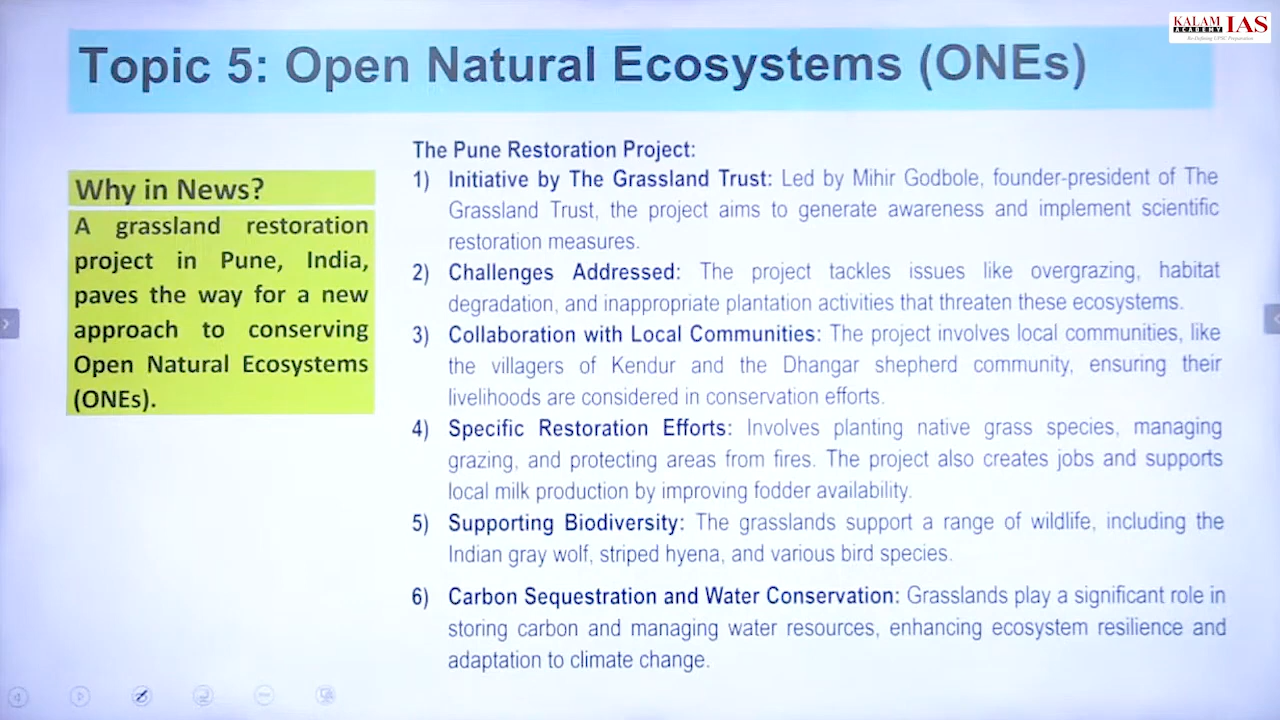 KALAM IAS
ACADEMY
Re-Defining UPSC Preparation
Topic 5: Open Natural Ecosystems (ONEs)
Why in News?
A grassland restoration
project in Pune, India,
paves the way for a new
approach to conserving
Open Natural Ecosystems
(ONEs).
The Pune Restoration Project:
1) Initiative by The Grassland Trust: Led by Mihir Godbole, founder-president of The
Grassland Trust, the project aims to generate awareness and implement scientific
restoration measures.
2) Challenges Addressed: The project tackles issues like overgrazing, habitat
degradation, and inappropriate plantation activities that threaten these ecosystems.
3) Collaboration with Local Communities: The project involves local communities, like
the villagers of Kendur and the Dhangar shepherd community, ensuring their
livelihoods are considered in conservation efforts.
4) Specific Restoration Efforts: Involves planting native grass species, managing
grazing, and protecting areas from fires. The project also creates jobs and supports
local milk production by improving fodder availability.
5) Supporting Biodiversity: The grasslands support a range of wildlife, including the
Indian gray wolf, striped hyena, and various bird species.
6) Carbon Sequestration and Water Conservation: Grasslands play a significant role in
storing carbon and managing water resources, enhancing ecosystem resilience and
adaptation to climate change.